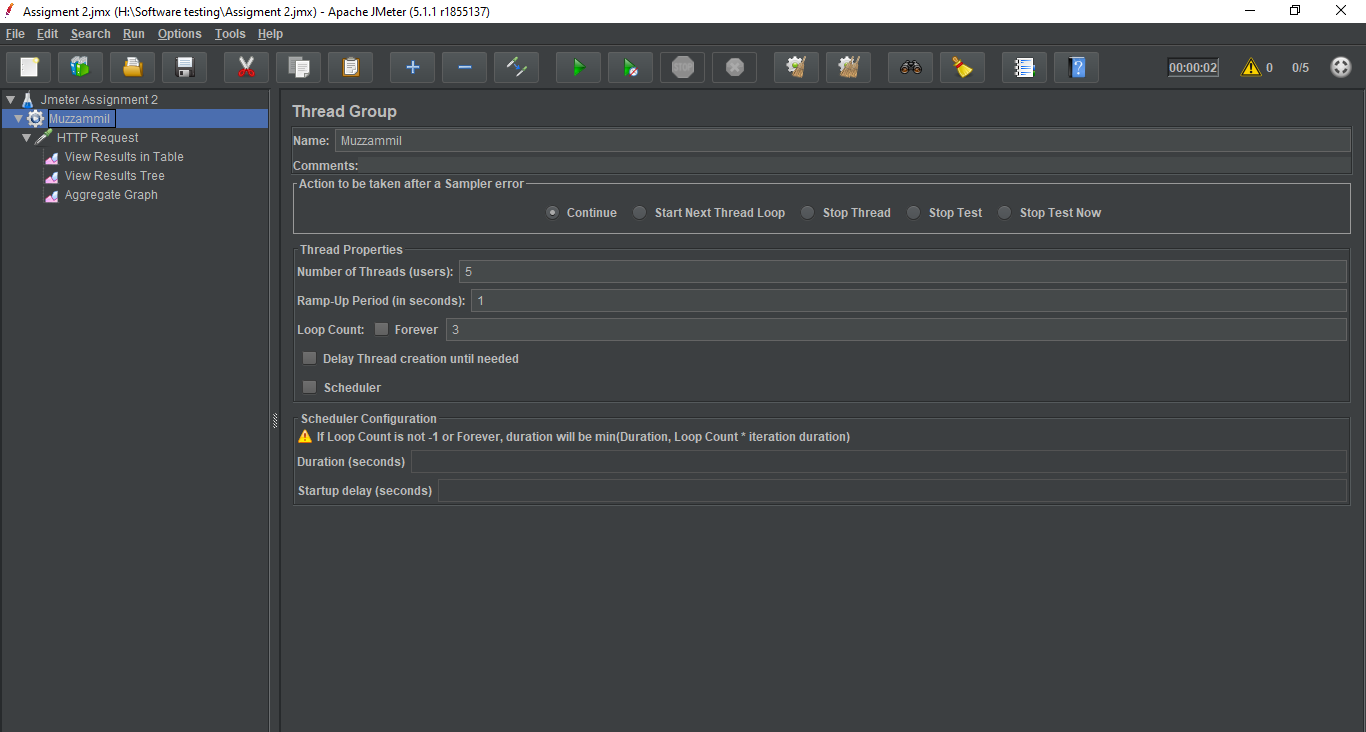 Assigment 2.jmx (H:\Software testing\Assigment 2.jmx) - Apache JMeter (5.1.1 r1855137)
File Edit Search Run Options Tools Help
STOP
00:00:02 0 0/5
Jmeter Assignment 2
Muzzammil
HTTP Request
View Results in Table
View Results Tree
Aggregate Graph
Thread Group
Name: Muzzammil
Comments:
Action to be taken after a Sampler error
Continue Start Next Thread Loop Stop Thread Stop Test Stop Test Now
Thread Properties
Number of Threads (users): 5
Ramp-Up Period (in seconds): 1
Loop Count: Forever 3
Delay Thread creation until needed
Scheduler
Scheduler Configuration
If Loop Count is not -1 or Forever, duration will be min(Duration, Loop Count * iteration duration)
Duration (seconds)
Startup delay (seconds)